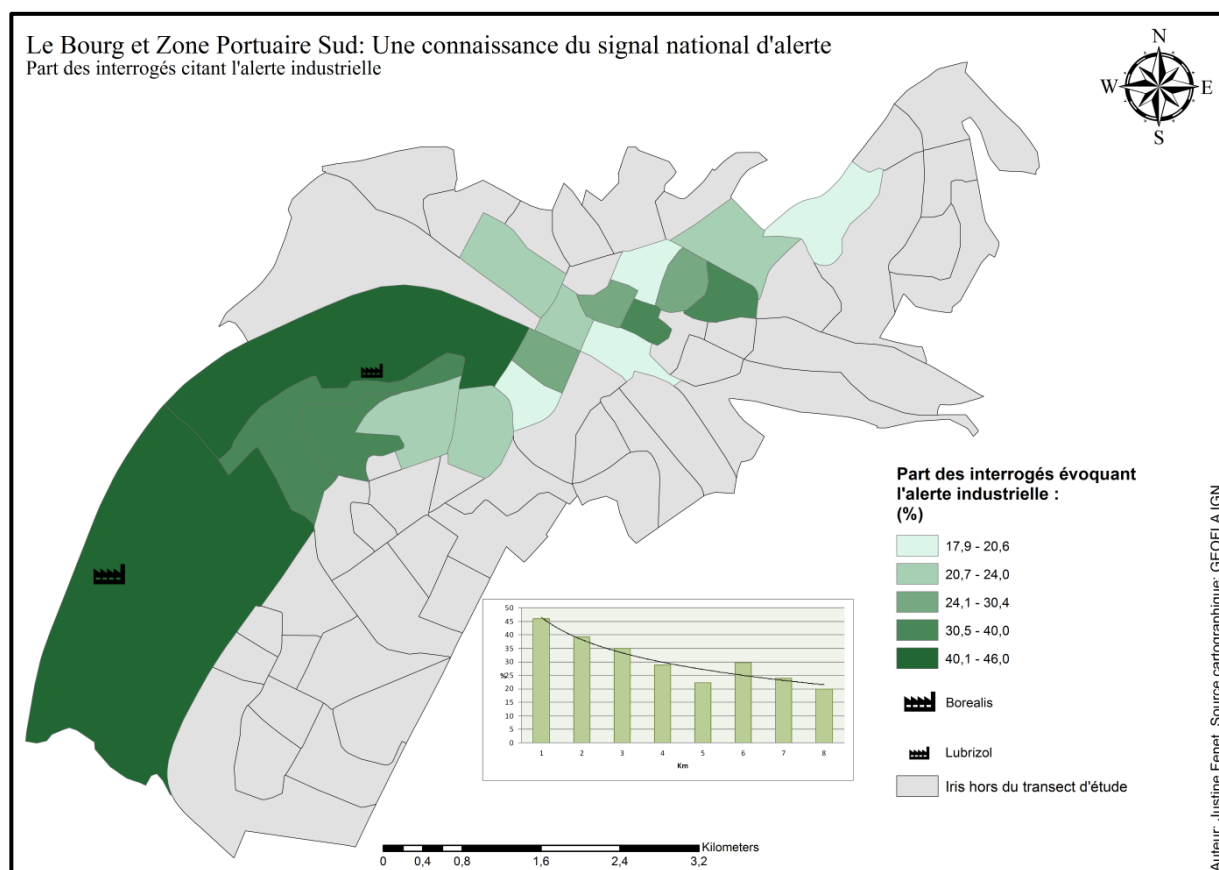 Le Bourg et Zone Portuaire Sud: Une connaissance du signal national d'alerte
Part des interrogés citant l'alerte industrielle
N
W E
S
Part des interrogés évoquant
l'alerte industrielle :
(%)
17,9 - 20,6
20,7 - 24,0
24,1 - 30,4
30,5 - 40,0
40,1 - 46,0
Borealis
Lubrizol
Iris hors du transect d'étude
50
45
40
35
30
25
20
15
10
5
0
%
1 2 3 4 5 6 7 8
Km
Kilometers
0 0,4 0,8 1,6 2,4 3,2
Auteur: Justine Fenet. Source cartographique: GEOFLA IGN